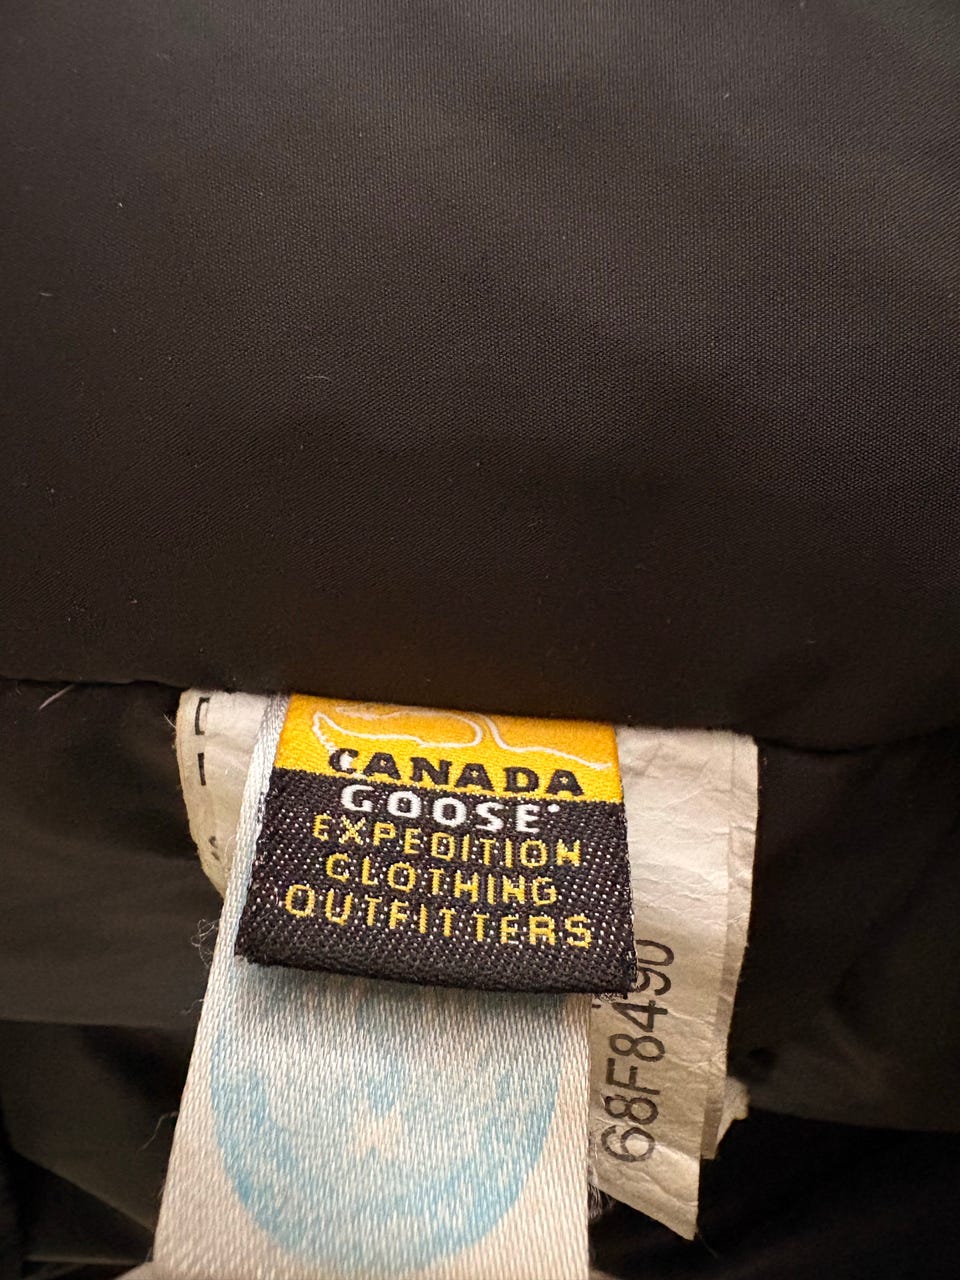 CANADA
GOOSE®
EXPEDITION
CLOTHING
OUTFITTERS
68F8490